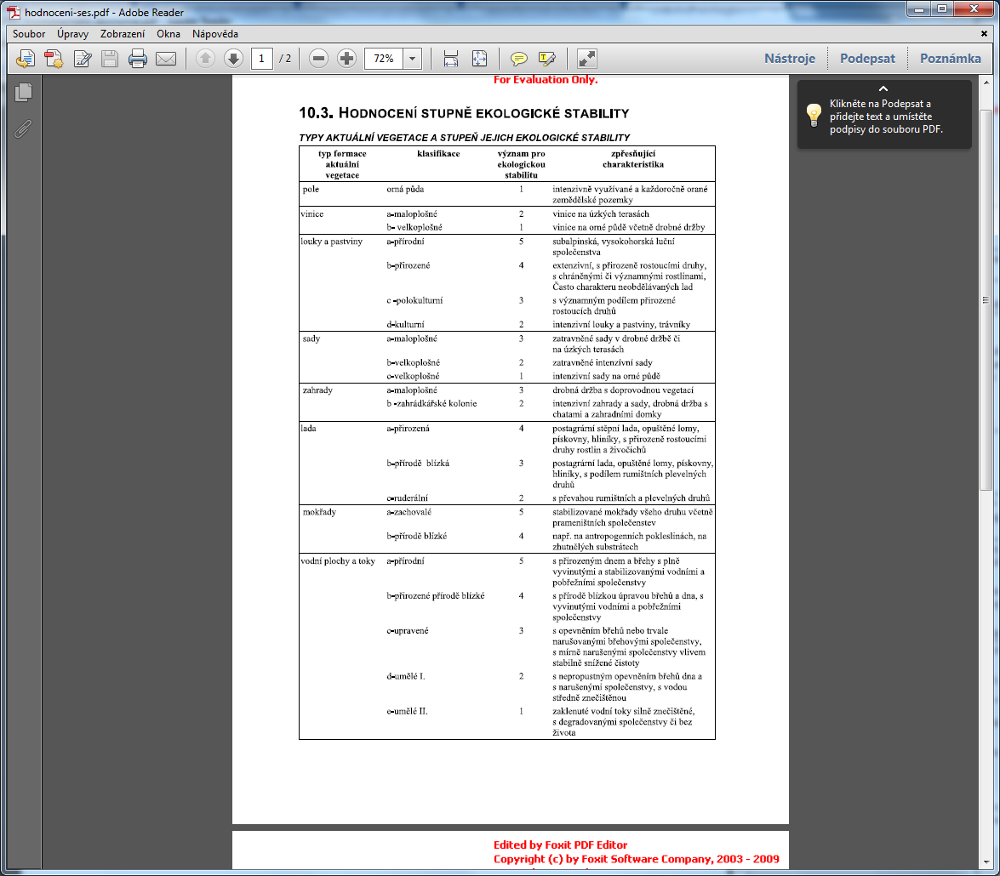 hodnoceni-ses.pdf - Adobe Reader
Soubor Úpravy Zobrazení Okna Nápověda
1 / 2 72% Nástroje Podepsat Poznámka
Klikněte na Podepsat a
přidejte text a umístěte
podpisy do souboru PDF.
For Evaluation Only.
10.3. HODNOCENÍ STUPNĚ EKOLOGICKÉ STABILITY
TYPY AKTUÁLNÍ VEGETACE A STUPEŇ JEJICH EKOLOGICKÉ STABILITY
typ formace klasifikace význam pro zpřesňující
aktuální ekologickou charakteristika
vegetace stabilitu
pole orná půda 1 intenzivně využívané a každoročně orané
zemědělské pozemky
vinice a-maloplošné 2 vinice na úzkých terasách
b- velkoplošné 1 vinice na orné půdě včetně drobné držby
louky a pastviny a-přírodní 5 subalpinská, vysokohorská luční
společenstva
b-přirozené 4 extenzivní, s přirozeně rostoucími druhy,
s chráněnými či významnými rostlinami,
Často charakteru neobdělávaných lad
c -polokulturní 3 s významným podílem přirozené
rostoucích druhů
d-kulturní 2 intenzivní louky a pastviny, trávníky
sady a-maloplošné 3 zatravněné sady v drobné držbě či
na úzkých terasách
b-velkoplošné 2 zatravněné intenzívní sady
c-velkoplošné 1 intenzivní sady na orné půdě
zahrady a-maloplošné 3 drobná držba s doprovodnou vegetací
b -zahrádkářské kolonie 2 intenzivní zahrady a sady, drobná držba s
chatami a zahradními domky
lada a-přirozená 4 postagrární stěpní lada, opuštěné lomy,
pískovny, hliníky, s přirozeně rostoucími
druhy rostlin a živočichů
b-přírodě blízká 3 postagrární lada, opuštěné lomy, pískovny,
hliníky, s podílem rumištních plevelných
druhů
c-ruderální 2 s převahou rumištních a plevelných druhů
mokřady a-zachovalé 5 stabilizované mokřady všeho druhu včetně
prameništních společenstev
b-přírodě blízké 4 např. na antropogenních pokleslinách, na
zhutnčlých substrátech
vodní plochy a toky a-přírodní 5 s přirozeným dnem a břehy s plně
vyvinutými a stabilizovanými vodními a
pobřežními společenstvy
b-přirozené přírodě blízké 4 s přírodě blízkou úpravou břehů a dna, s
vyvinutými vodními a pobřežními
společenstvy
c-upravené 3 s opevněním břehů nebo trvale
narušovanými břehovými společenstvy,
s mírně narušenými společenstvy vlivem
stabilně snížené čistoty
d-umělé I. 2 s nepropustným opevněním břehů dna a
s narušenými společenstvy, s vodou
středně znečištěnou
e-umělé II. 1 zaklenuté vodní toky silně znečištěné,
s degradovanými společenstvy či bez
života
Edited by Foxit PDF Editor
Copyright (c) by Foxit Software Company, 2003 - 2009